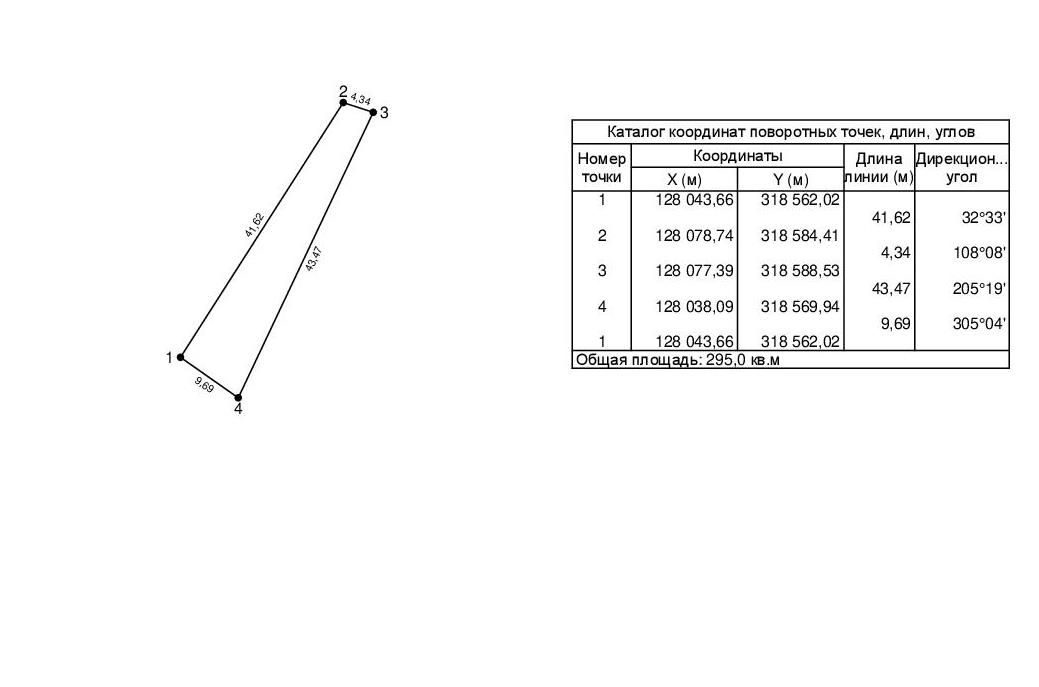 2
4,34
3
41,62
43,47
1
9,69
4
Каталог координат поворотных точек, длин, углов
Номер точки
Координаты
X (м)
Y (м)
Длина линии (м)
Дирекцион... угол
1 128 043,66 318 562,02
41,62 32°33'
2 128 078,74 318 584,41
4,34 108°08'
3 128 077,39 318 588,53
43,47 205°19'
4 128 038,09 318 569,94
9,69 305°04'
1 128 043,66 318 562,02
Общая площадь: 295,0 кв.м